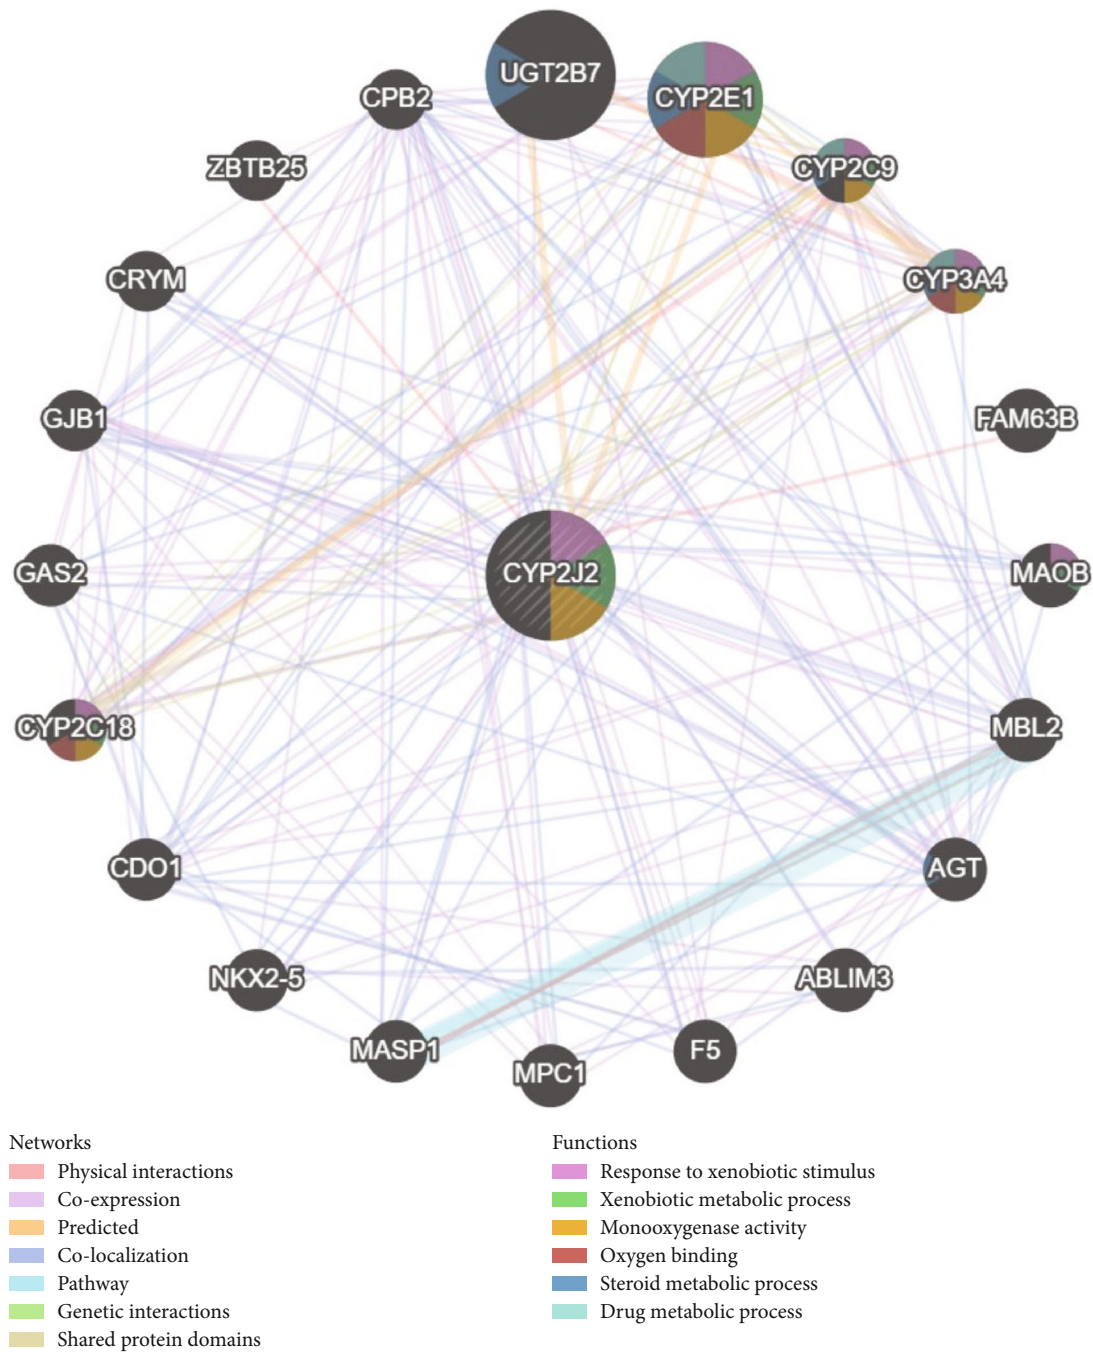 UGT2B7
CYP2E1
CPB2
CYP2C9
ZBTB25
CYP3A4
CRYM
FAM63B
GJB1
CYP2J2
MAOB
GAS2
CYP2C18
MBL2
CDO1
AGT
NKX2-5
ABLIM3
MASP1
F5
MPC1
Networks
Physical interactions
Co-expression
Predicted
Co-localization
Pathway
Genetic interactions
Shared protein domains
Functions
Response to xenobiotic stimulus
Xenobiotic metabolic process
Monooxygenase activity
Oxygen binding
Steroid metabolic process
Drug metabolic process